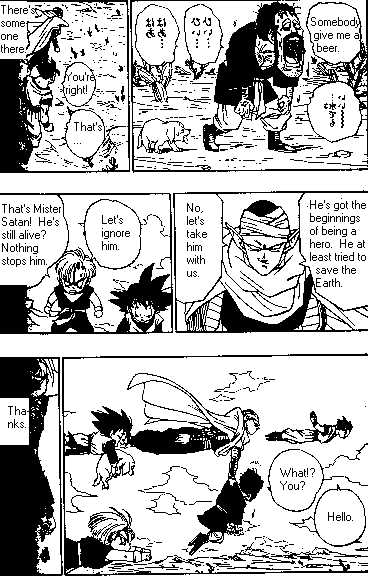 There's
some
one
there.
You're
right!
That's
...
Somebody
give me a
beer.
That's Mister
Satan! He's
still alive?
Nothing
stops him.
Let's
ignore
him.
No,
let's
take
him
with
us.
He's got the
beginnings
of being a
hero. He at
least tried to
save the
Earth.
Tha-
nks.
What!?
You?
Hello.